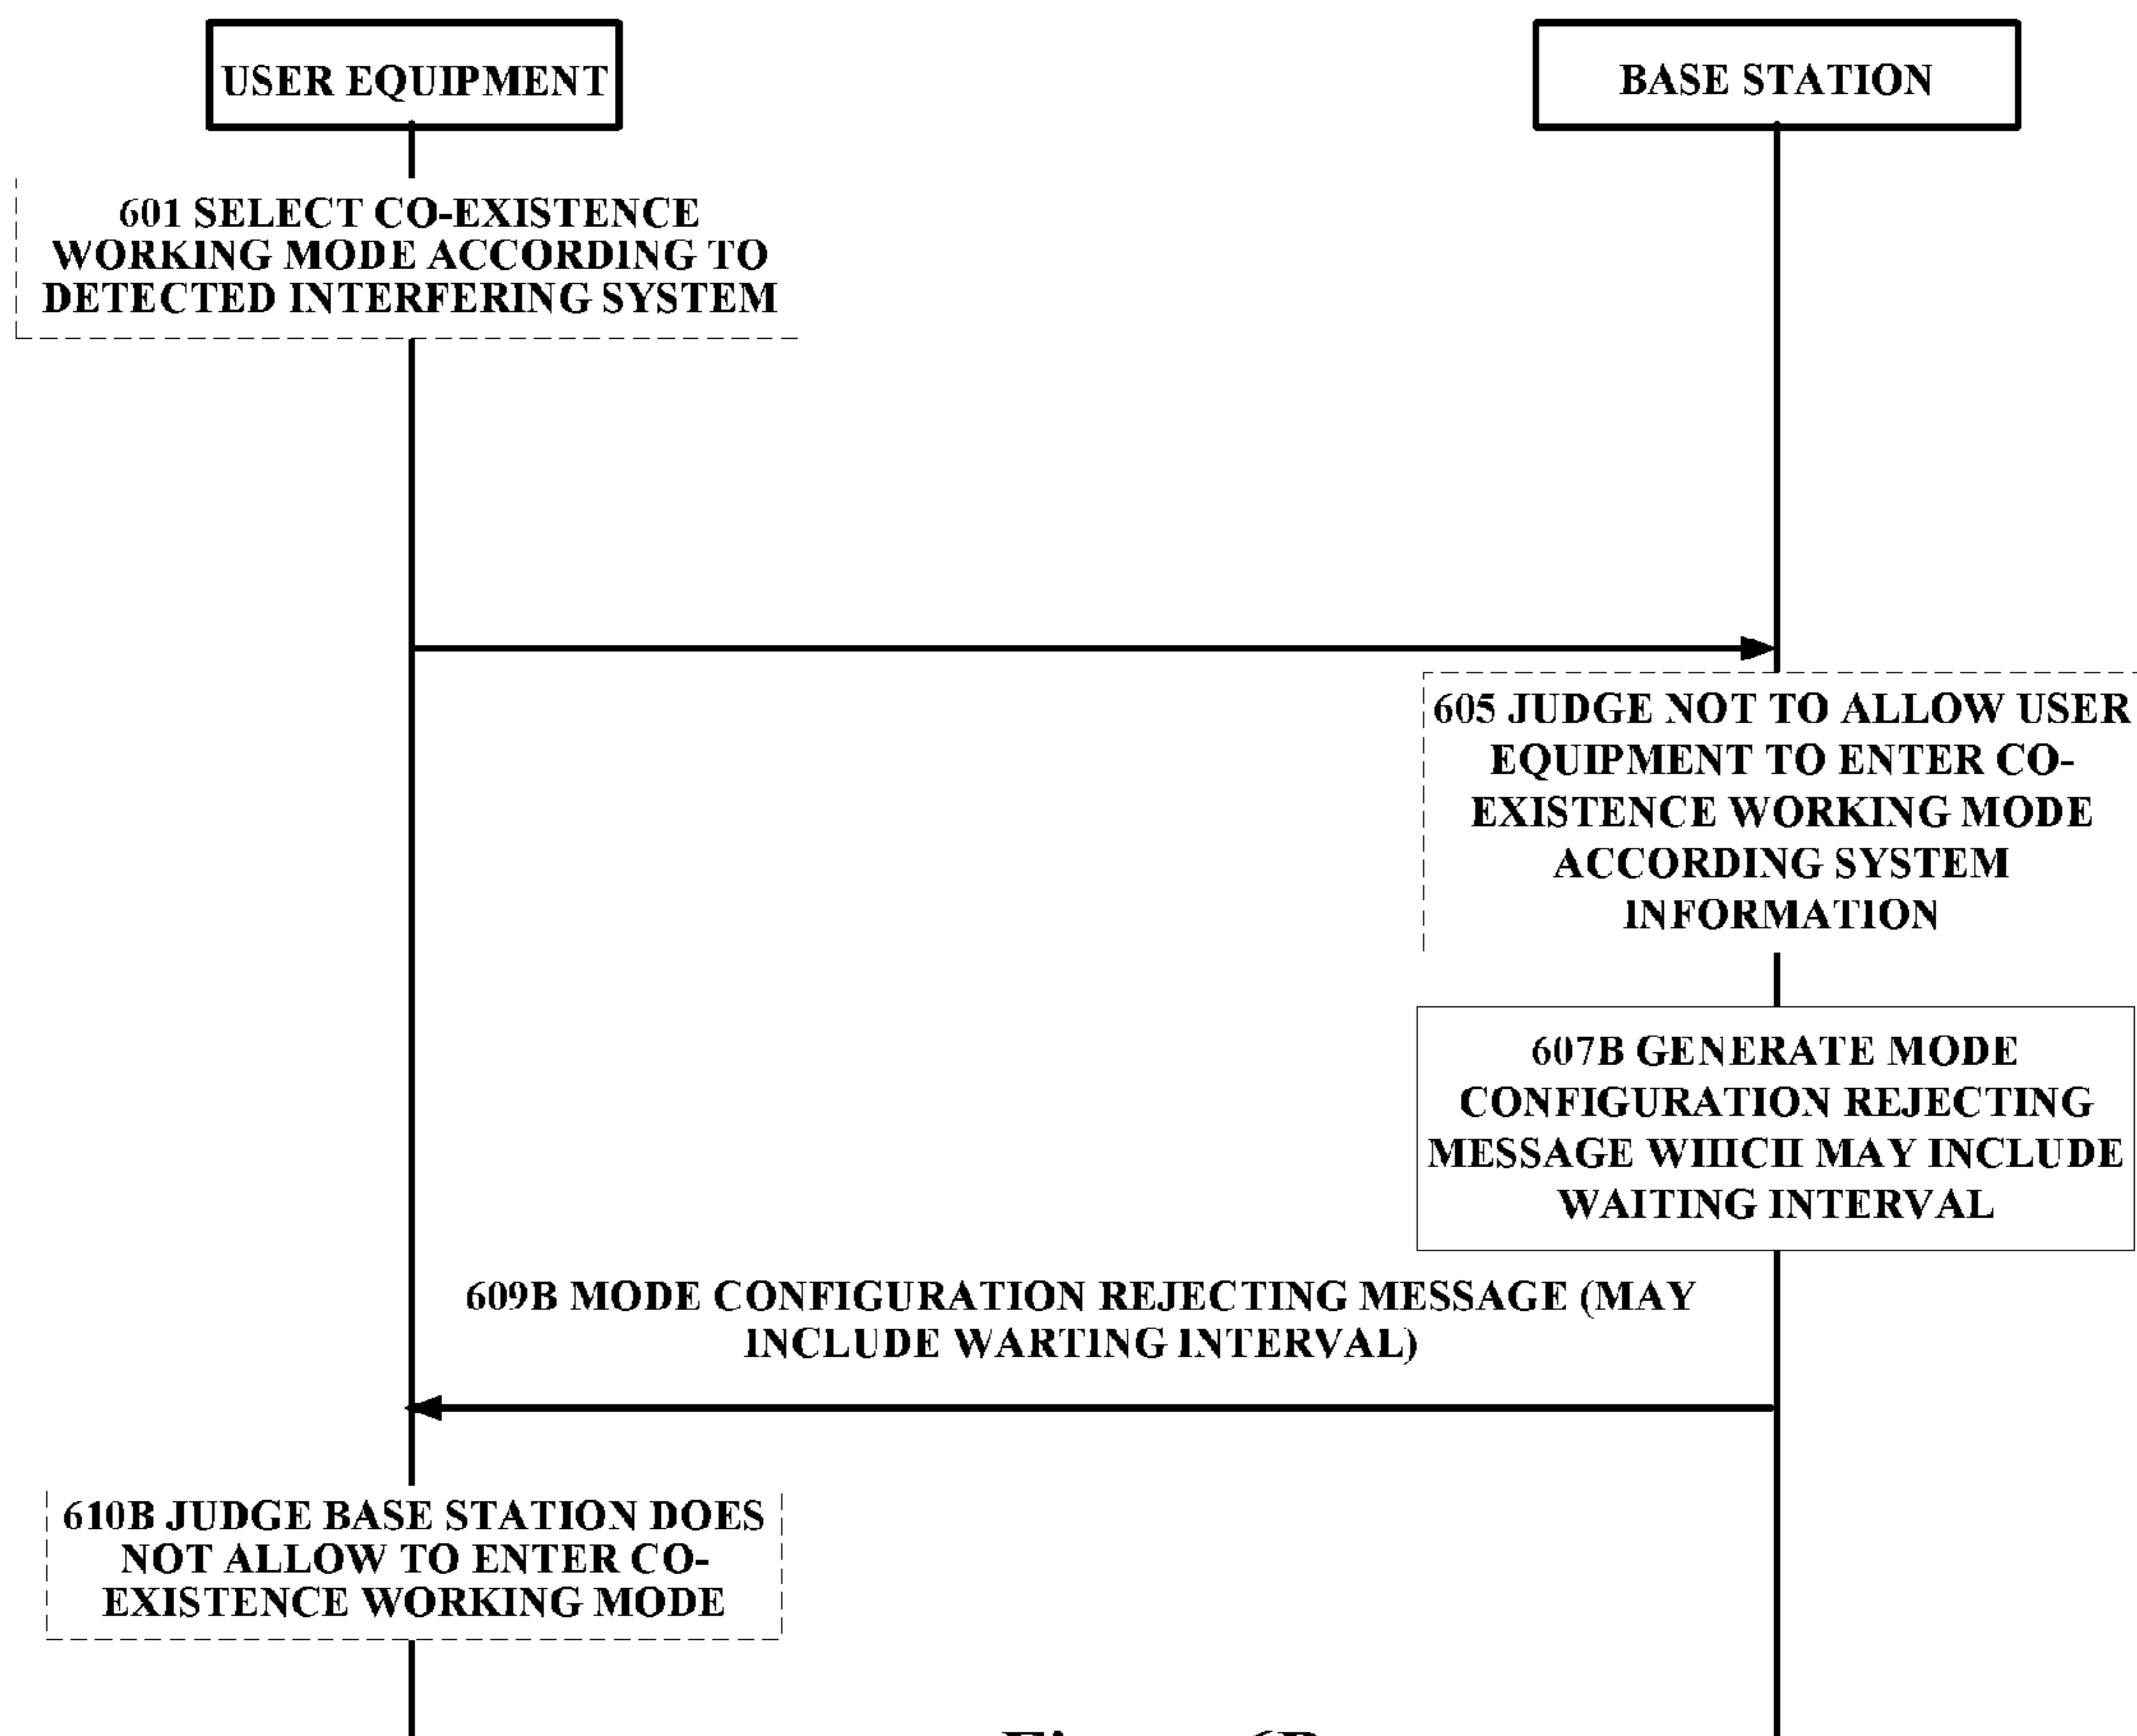 USER EQUIPMENT
BASE STATION
601 SELECT CO-EXISTENCE
WORKING MODE ACCORDING TO
DETECTED INTERFERING SYSTEM
605 JUDGE NOT TO ALLOW USER
EQUIPMENT TO ENTER CO-
EXISTENCE WORKING MODE
ACCORDING SYSTEM
INFORMATION
607B GENERATE MODE
CONFIGURATION REJECTING
MESSAGE WHICH MAY INCLUDE
WAITING INTERVAL
609B MODE CONFIGURATION REJECTING MESSAGE (MAY
INCLUDE WARTING INTERVAL)
610B JUDGE BASE STATION DOES
NOT ALLOW TO ENTER CO-
EXISTENCE WORKING MODE